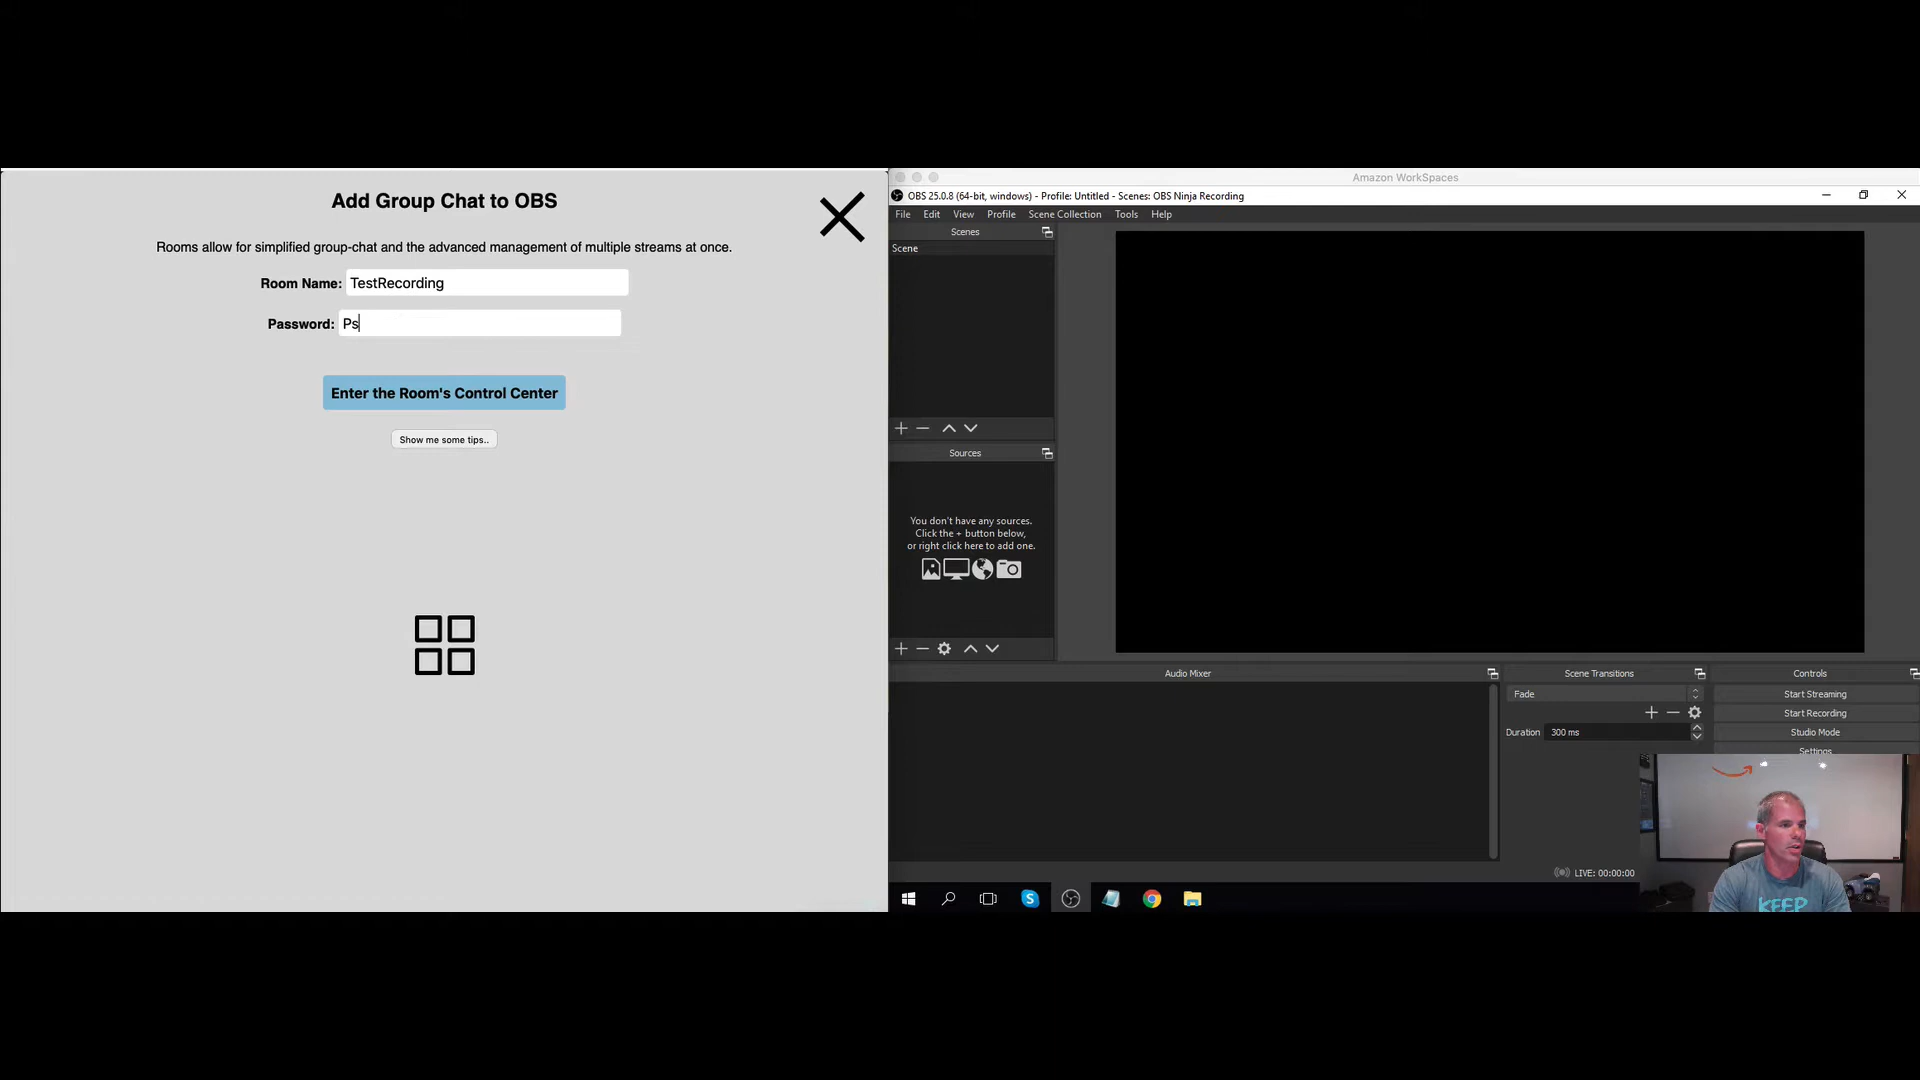 Add Group Chat to OBS
Rooms allow for simplified group-chat and the advanced management of multiple streams at once.
Room Name: TestRecording
Password: Ps
Enter the Room's Control Center
Show me some tips..
Amazon WorkSpaces
OBS 25.0.8 (64-bit, windows) - Profile: Untitled - Scenes: OBS Ninja Recording
File Edit View Profile Scene Collection Tools Help
Scenes
Scene
Sources
You don't have any sources.
Click the + button below,
or right click here to add one.
Audio Mixer
Scene Transitions
Fade
Duration 300 ms
Controls
Start Streaming
Start Recording
Studio Mode
Settings
LIVE: 00:00:00
KEEP